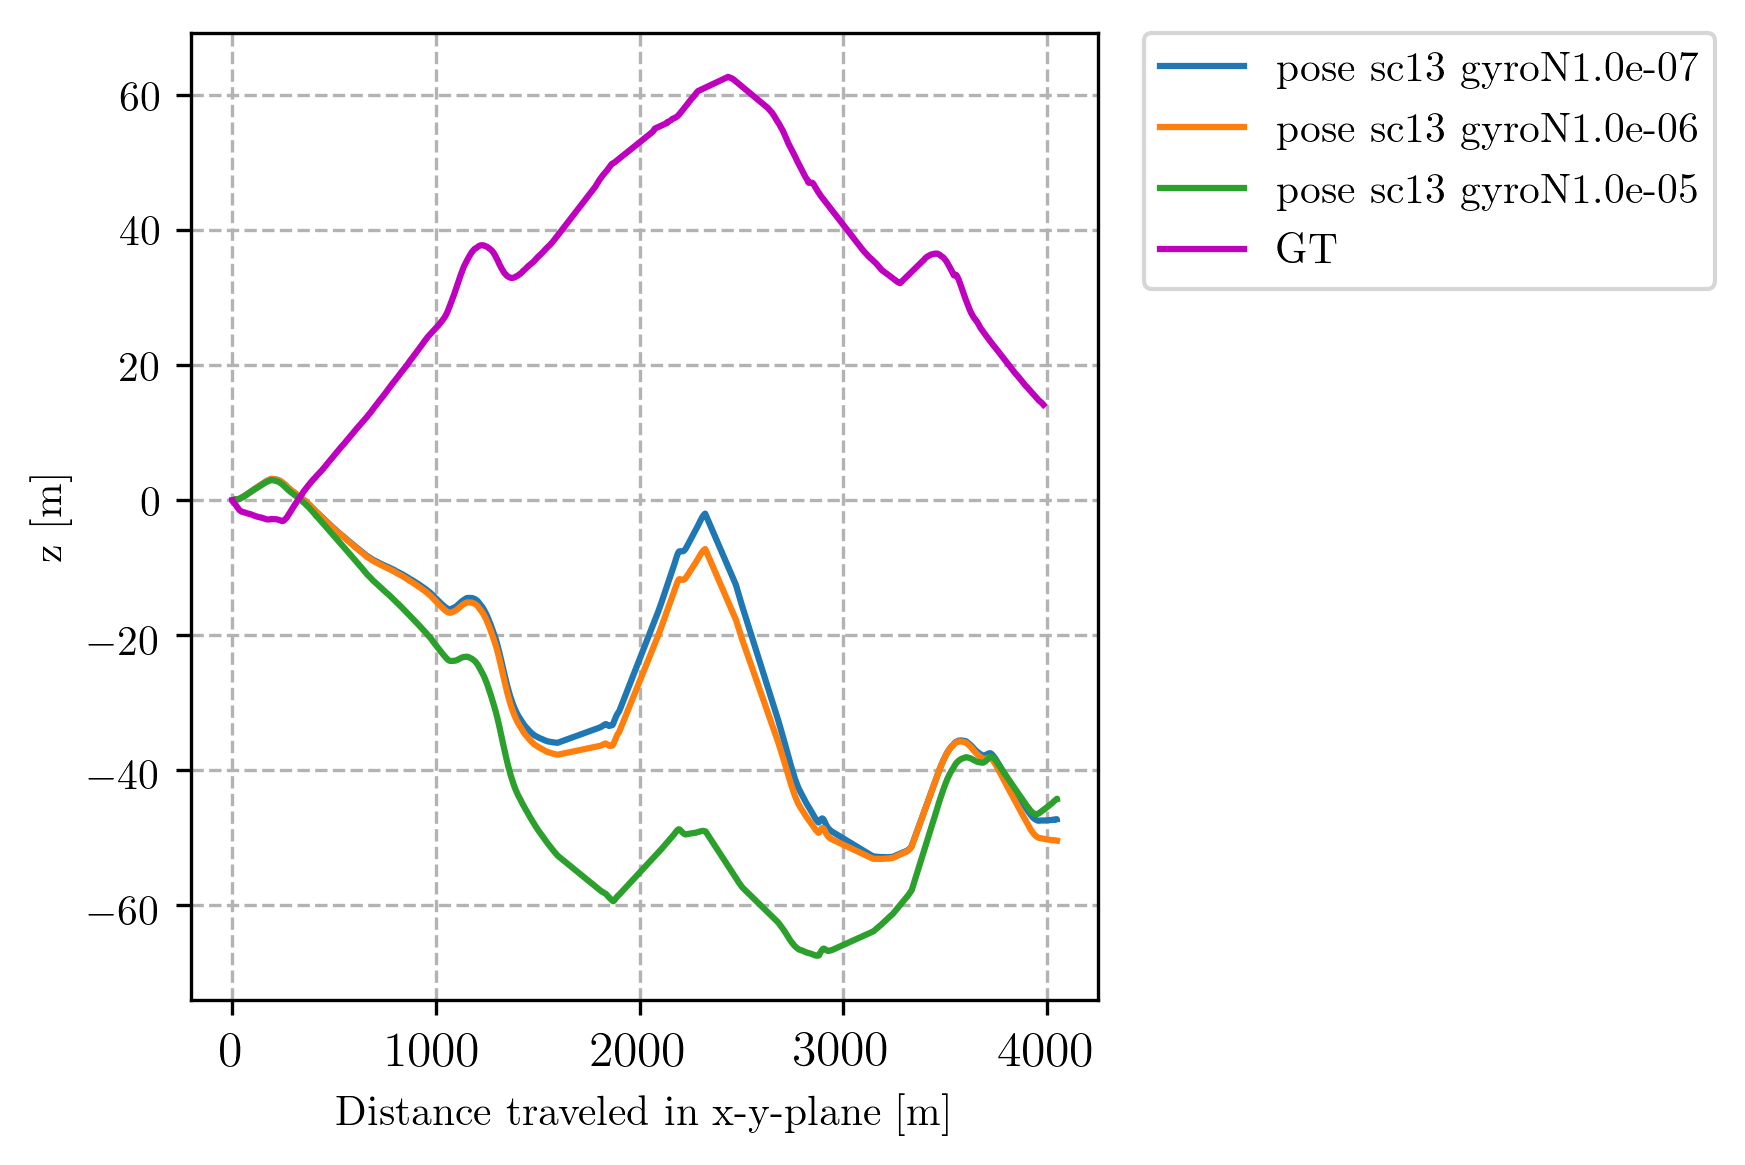 pose sc13 gyroN1.0e-07
pose sc13 gyroN1.0e-06
pose sc13 gyroN1.0e-05
GT
60
40
20
0
−20
−40
−60
z [m]
0 1000 2000 3000 4000
Distance traveled in x-y-plane [m]